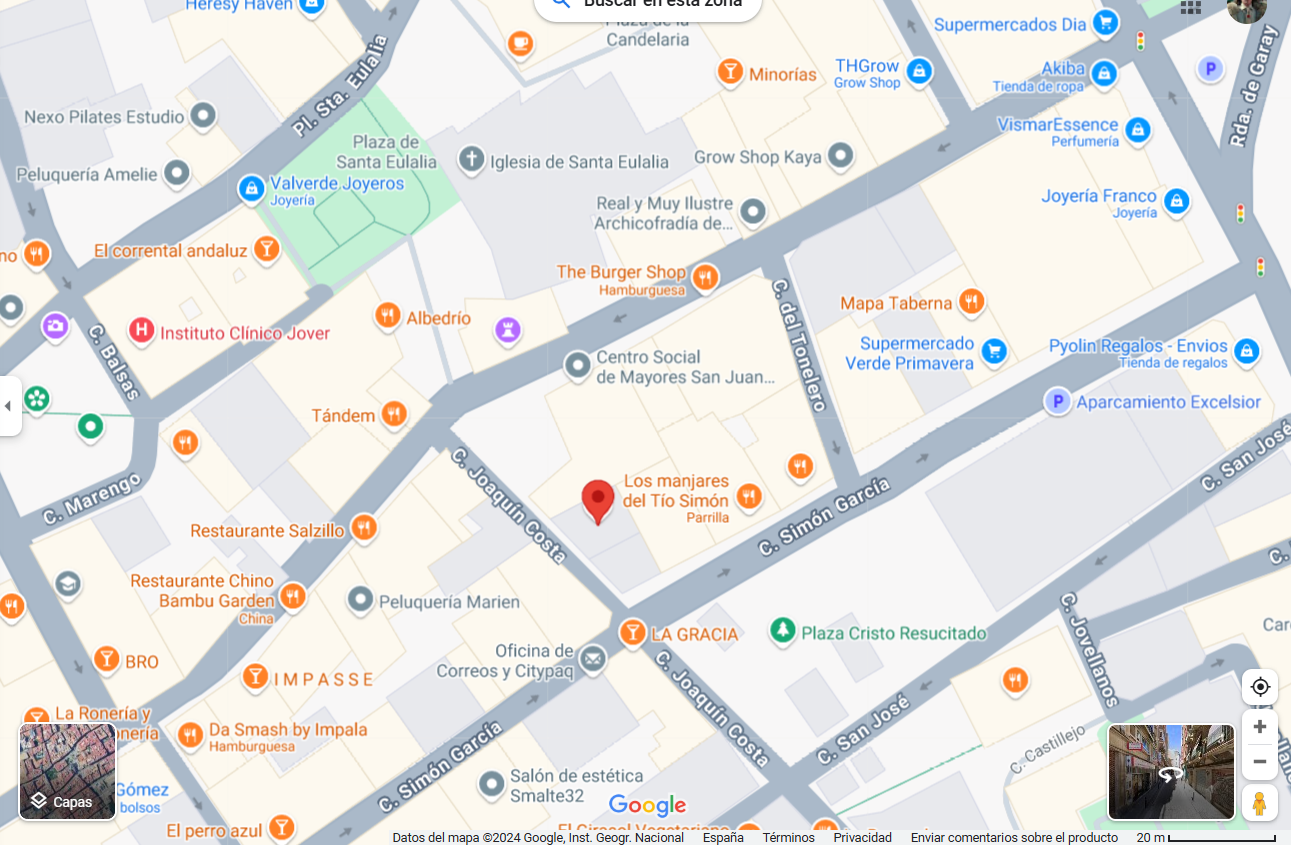 Heresy Haven
Buscar en esta zona
Plaza de la
Candelaria
Supermercados Dia
Minorías
THGrow
Grow Shop
Akiba
Tienda de ropa
P
Rda. de Garay
Pl. Sta. Eulalia
Nexo Pilates Estudio
VismarEssence
Perfumería
Plaza de
Santa Eulalia
Iglesia de Santa Eulalia
Grow Shop Kaya
Peluquería Amelie
Valverde Joyeros
Joyería
Real y Muy Ilustre
Archicofradía de...
Joyería Franco
Joyería
no
El corrental andaluz
The Burger Shop
Hamburguesa
C. del Tonelero
Mapa Taberna
H
Instituto Clínico Jover
Albedrío
C. Balsas
Supermercado
Verde Primavera
Pyolin Regalos - Envios
Tienda de regalos
Centro Social
de Mayores San Juan...
P
Aparcamiento Excelsior
Tándem
C. San José
C. Marengo
C. Joaquín Costa
Los manjares
del Tío Simón
Parrilla
C. Simón García
Restaurante Salzillo
C.
Restaurante Chino
Bambu Garden
China
Peluquería Marien
C. Jovellanos
LA GRACIA
Plaza Cristo Resucitado
Carc
BRO
Oficina de
Correos y Citypaq
C. Joaquín Costa
IMPASSE
La Ronería y
onería
Da Smash by Impala
Hamburguesa
C. San José
C. Simón García
C. Castillejo
Capas
Gómez
bolsos
Salón de estética
Smalte32
Google
El perro azul
El Girasol Vegetariano
Datos del mapa ©2024 Google, Inst. Geogr. Nacional
España
Términos
Privacidad
Enviar comentarios sobre el producto
20 m